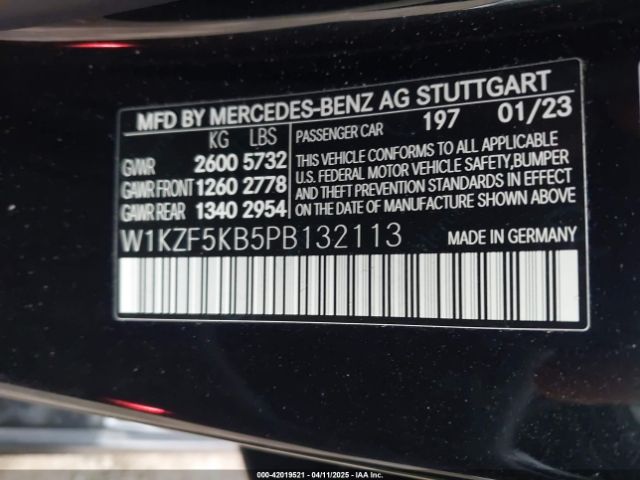 MFD BY MERCEDES-BENZ AG STUTTGART
KG LBS
PASSENGER CAR 197 01/23
GVWR 2600 5732
GAWR FRONT 1260 2778
GAWR REAR 1340 2954
THIS VEHICLE CONFORMS TO ALL APPLICABLE
U.S. FEDERAL MOTOR VEHICLE SAFETY, BUMPER
AND THEFT PREVENTION STANDARDS IN EFFECT
ON THE DATE OF MANUFACTURE SHOWN ABOVE
W1KZF5KB5PB132113 MADE IN GERMANY
000-42019521 - 04/11/2025 - IAA Inc.